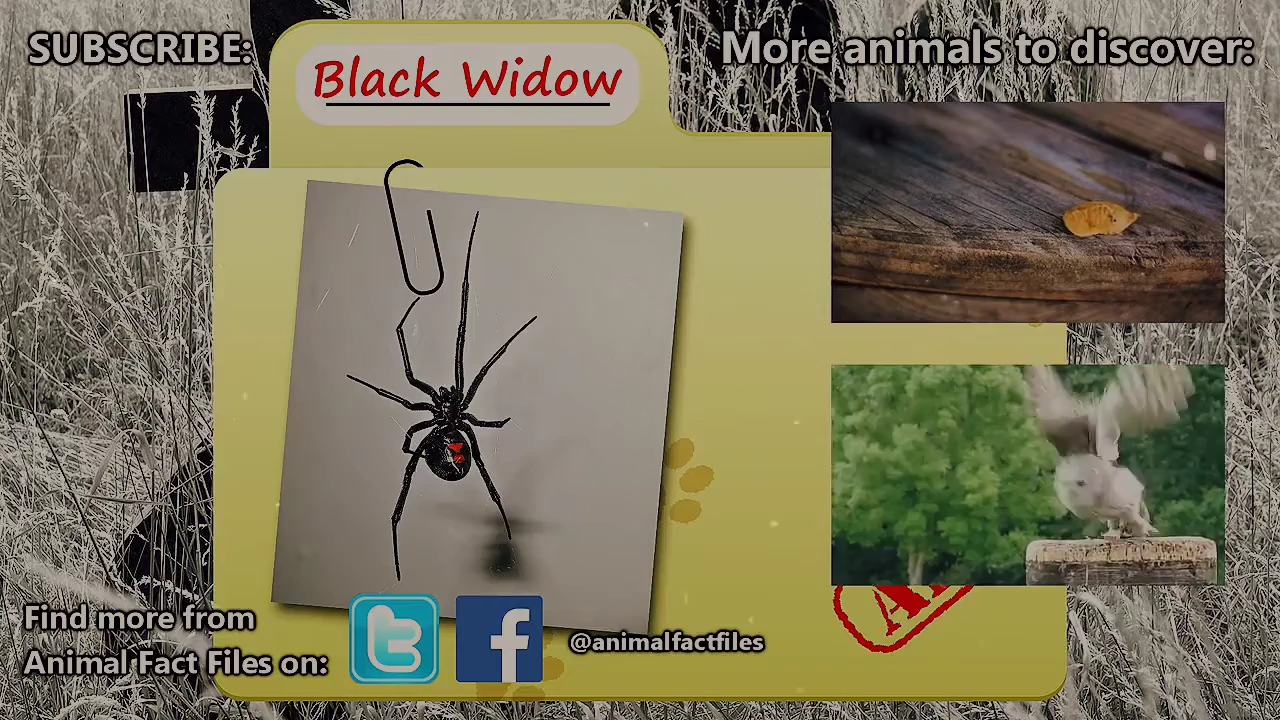 SUBSCRIBE:
Black Widow
More animals to discover:
Find more from
Animal Fact Files on:
@animalfactfiles